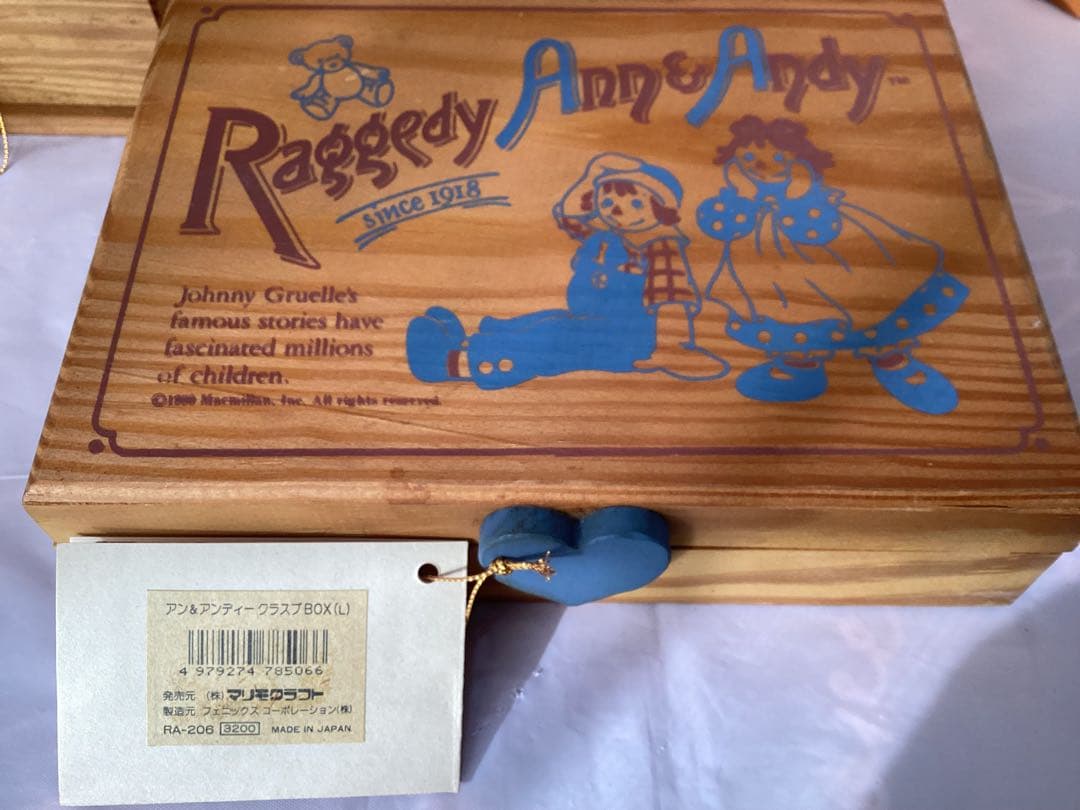 Raggedy Ann & Andy™
since 1918
Johnny Gruelle's
famous stories have
fascinated millions
of children.
Macmillan, Inc. All rights reserved.
アン&アンディー クラスプBOX(L)
4 979274 785066
発売元 (株)マリモクラフト
製造元 フェニックス コーポレーション(株)
RA-206 3200 MADE IN JAPAN